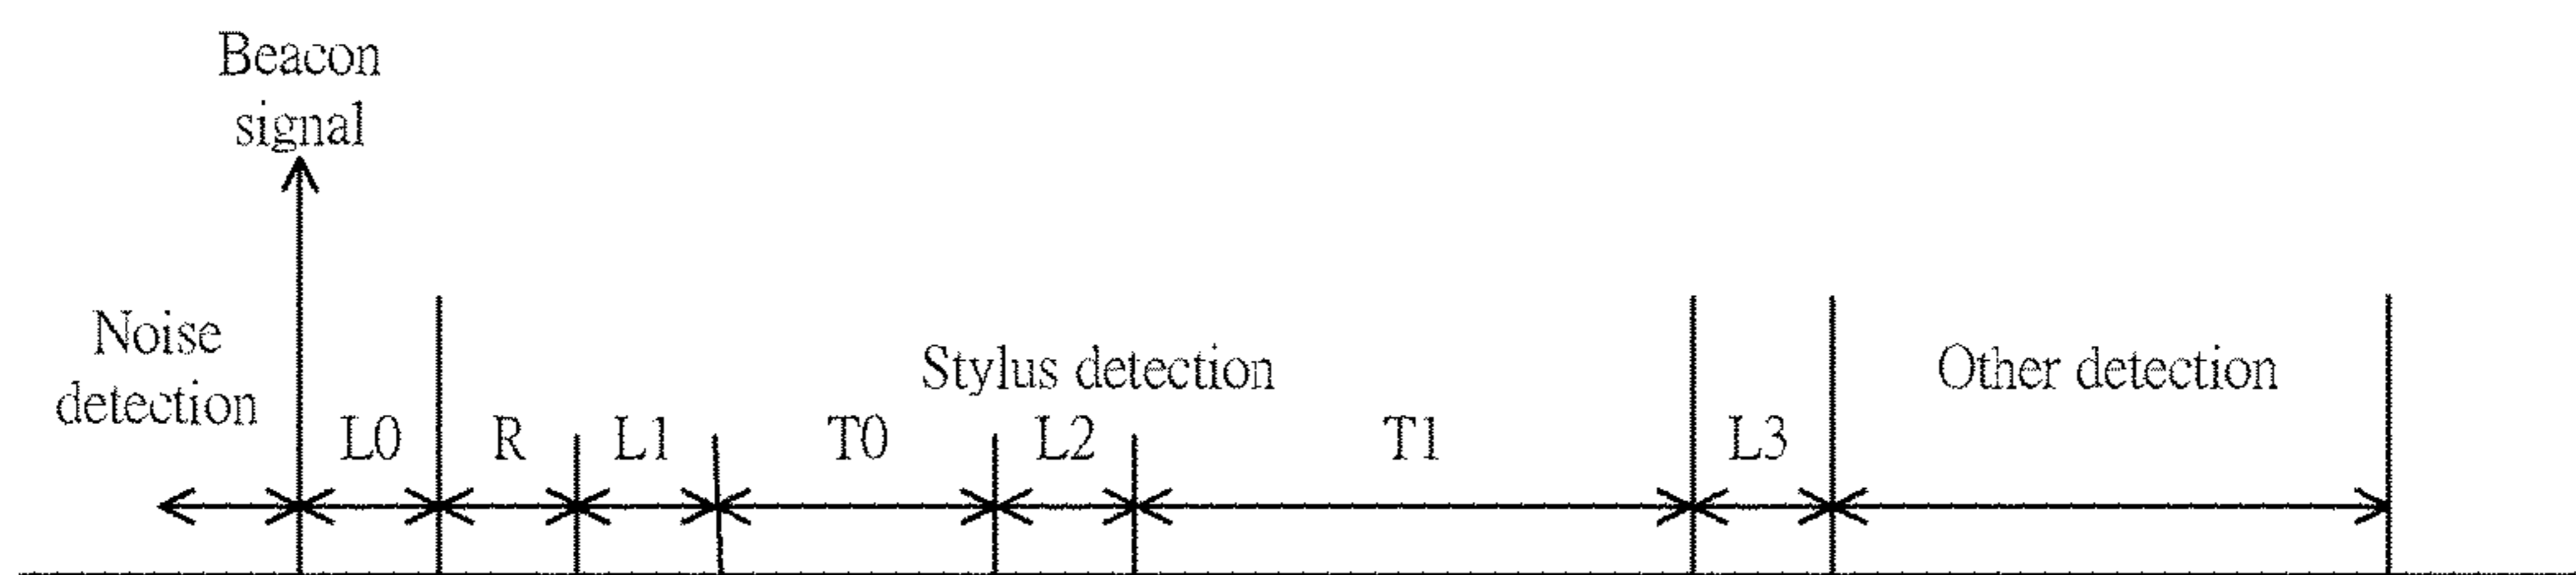 Beacon
signal
Noise
detection
Stylus detection
Other detection
L0 R L1 T0 L2 T1 L3